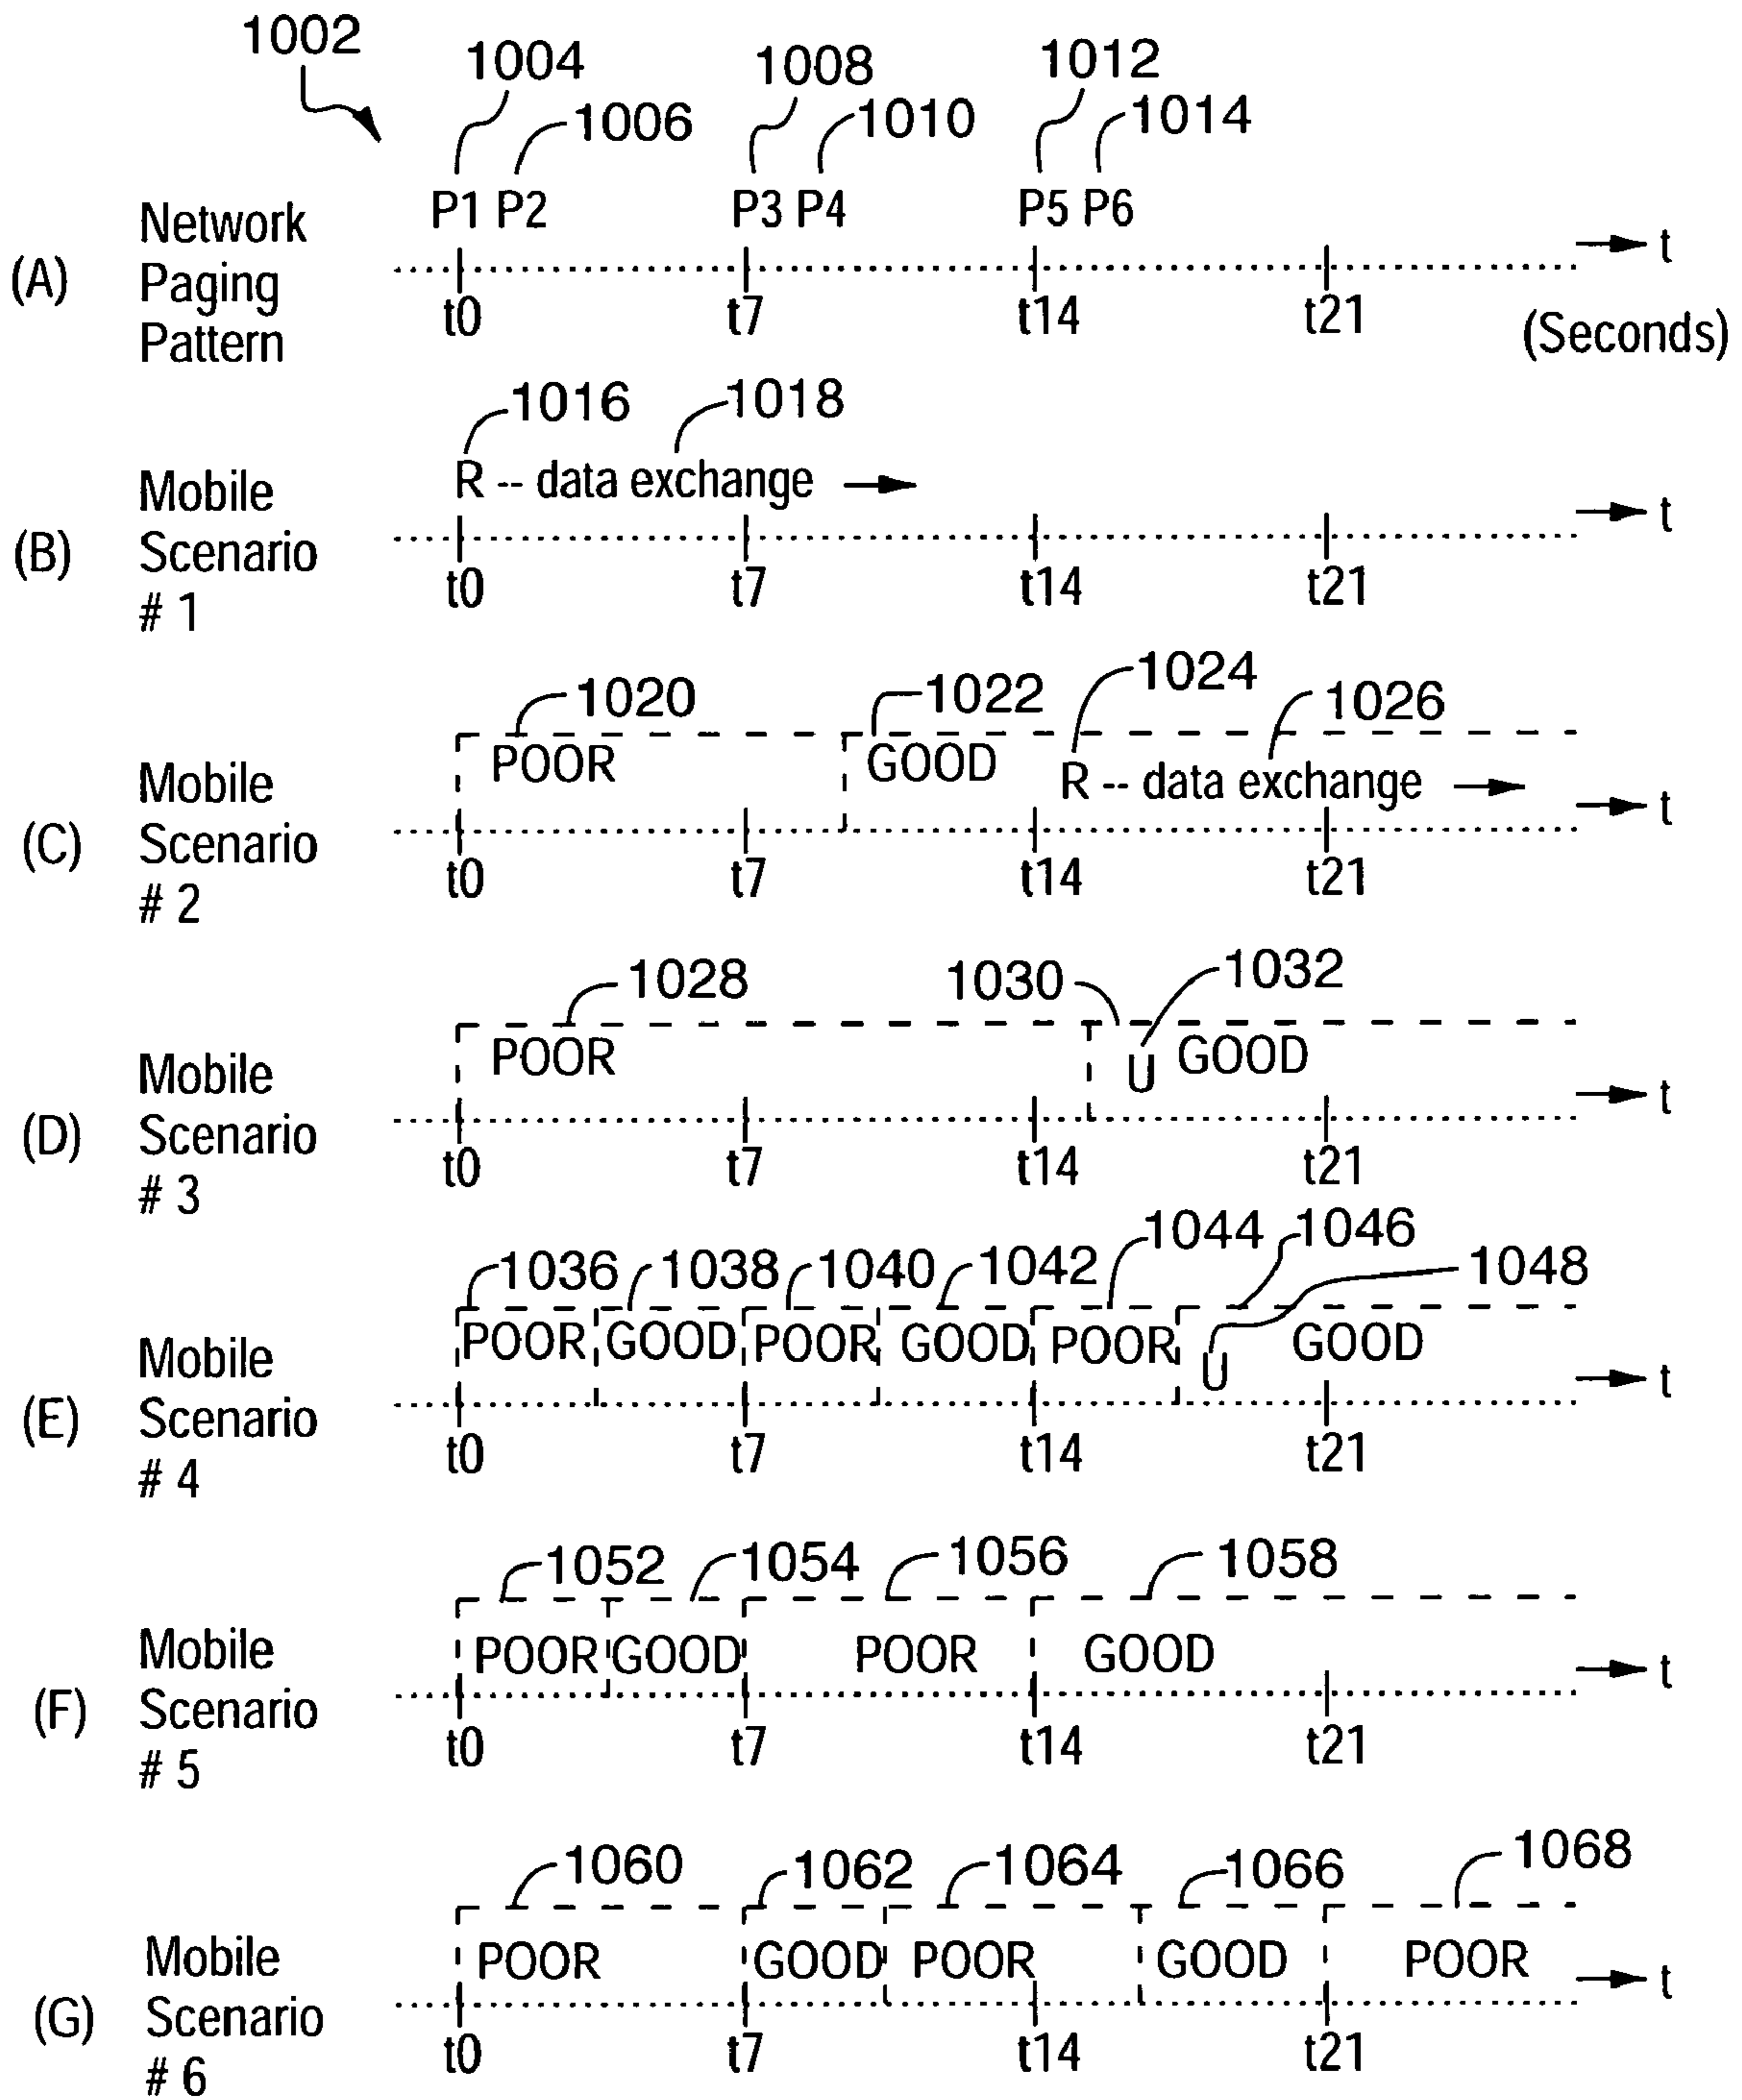 1002
1004
1008
1012
1006
1010
1014
P1 P2
P3 P4
P5 P6
(A)
Network
Paging
Pattern
t
t0
t7
t14
t21
(Seconds)
1016
1018
R -- data exchange
(B)
Mobile
Scenario
# 1
t
t0
t7
t14
t21
1020
1022
1024
1026
POOR
GOOD
R -- data exchange
(C)
Mobile
Scenario
# 2
t
t0
t7
t14
t21
1028
1030
1032
POOR
U
GOOD
(D)
Mobile
Scenario
# 3
t
t0
t7
t14
t21
1036
1038
1040
1042
1044
1046
1048
POOR
GOOD
POOR
GOOD
POOR
U
GOOD
(E)
Mobile
Scenario
# 4
t
t0
t7
t14
t21
1052
1054
1056
1058
POOR
GOOD
POOR
GOOD
(F)
Mobile
Scenario
# 5
t
t0
t7
t14
t21
1060
1062
1064
1066
1068
POOR
GOOD
POOR
GOOD
POOR
(G)
Mobile
Scenario
# 6
t
t0
t7
t14
t21